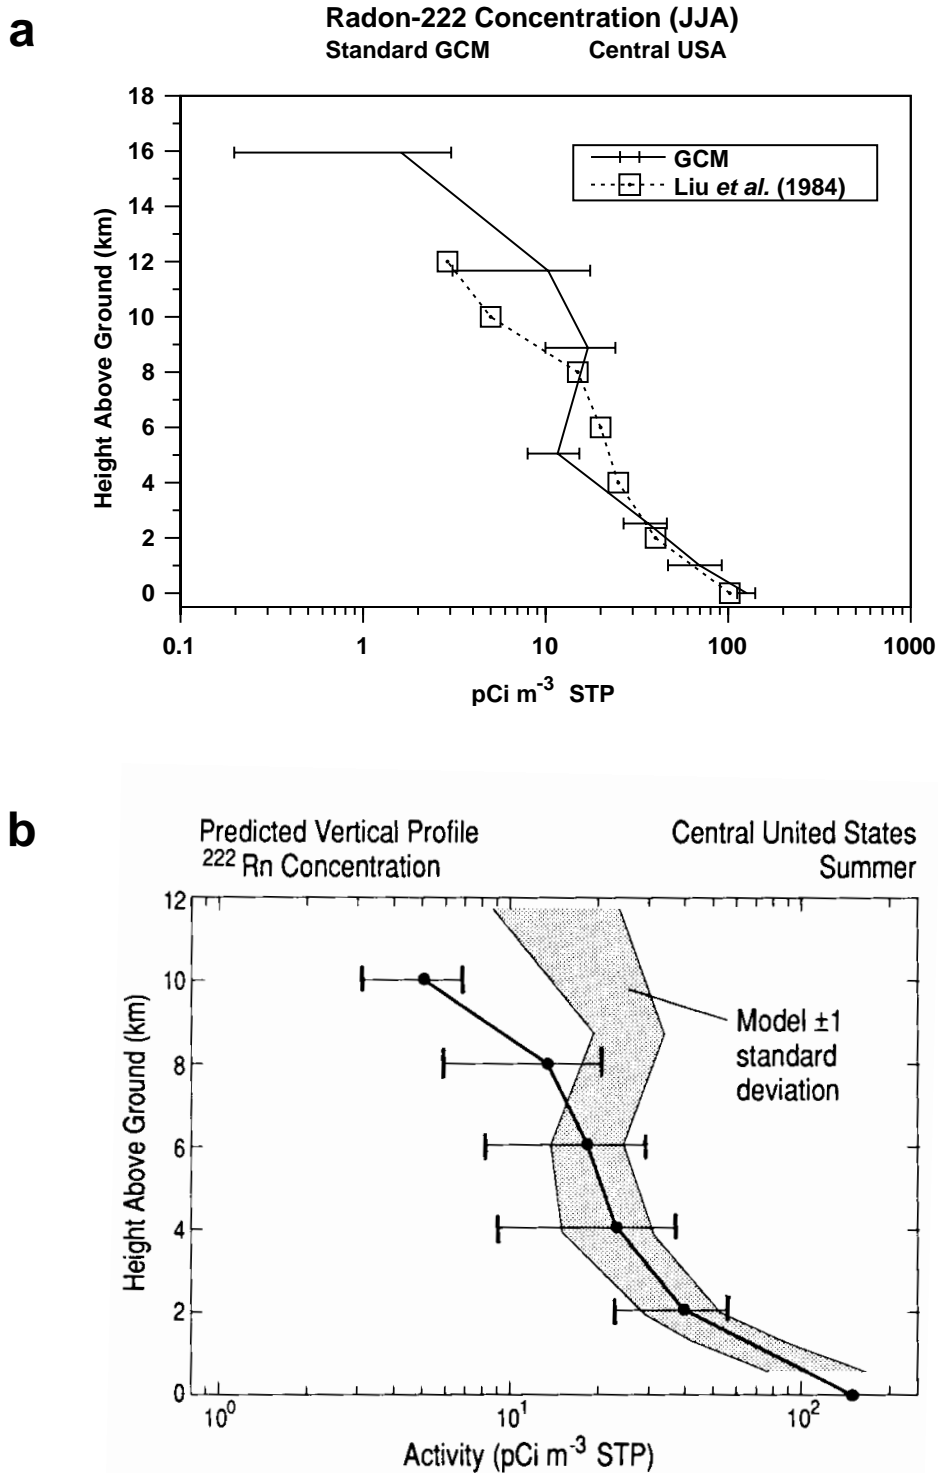 a
Radon-222 Concentration (JJA)
Standard GCM Central USA
18
16
14
12
10
8
6
4
2
0
Height Above Ground (km)
GCM
Liu et al. (1984)
0.1 1 10 100 1000
pCi m⁻³ STP
b
Predicted Vertical Profile
²²² Rn Concentration
Central United States
Summer
12
10
8
6
4
2
0
Height Above Ground (km)
Model ±1
standard
deviation
10⁰ 10¹ 10²
Activity (pCi m⁻³ STP)